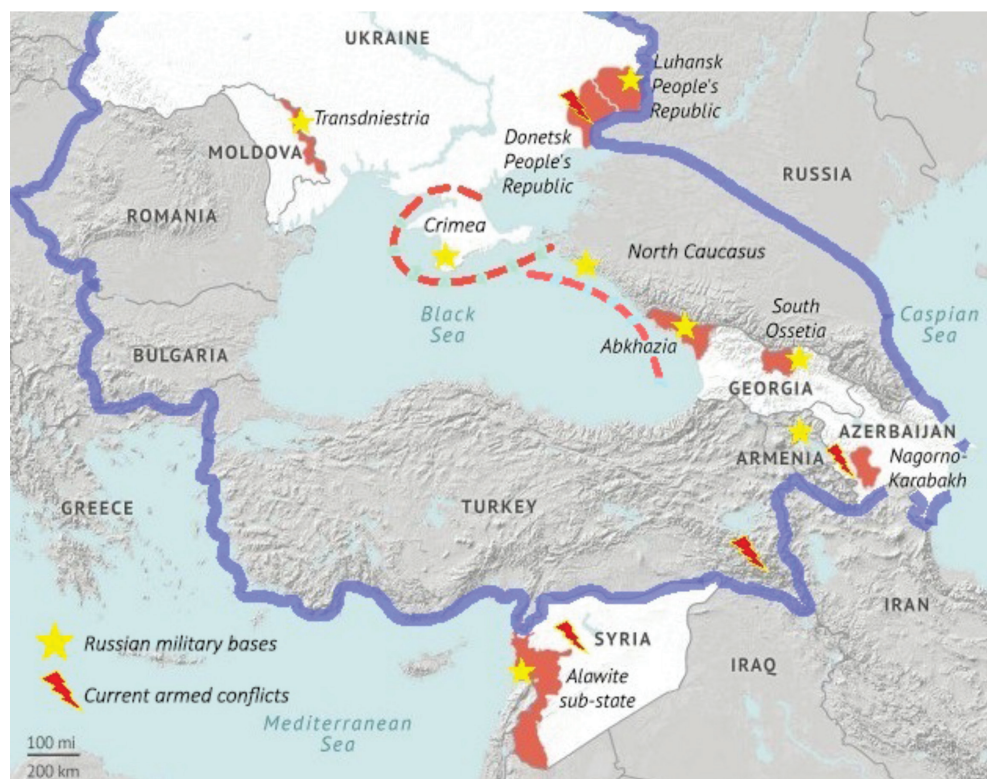 UKRAINE
Luhansk
People's
Republic
Transdniestria
MOLDOVA
Donetsk
People's
Republic
RUSSIA
ROMANIA
Crimea
North Caucasus
Black
Sea
South
Ossetia
Caspian
Sea
Abkhazia
BULGARIA
GEORGIA
AZERBAIJAN
ARMENIA
Nagorno-
Karabakh
GREECE
TURKEY
IRAN
SYRIA
IRAQ
Alawite
sub-state
Russian military bases
Current armed conflicts
Mediterranean
Sea
100 mi
200 km